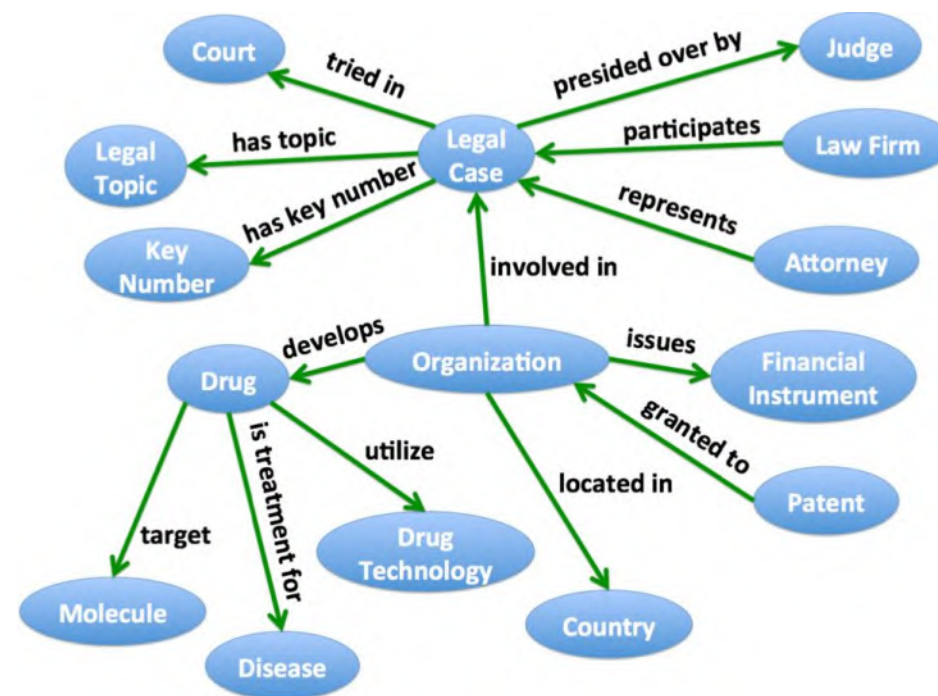 Court
tried in
presided over by
Judge
has topic
Legal
Case
participates
Law Firm
Legal
Topic
has key number
represents
Key
Number
involved in
Attorney
develops
Organization
issues
Financial
Instrument
Drug
granted to
is treatment for
utilize
located in
Patent
target
Drug
Technology
Molecule
Country
Disease